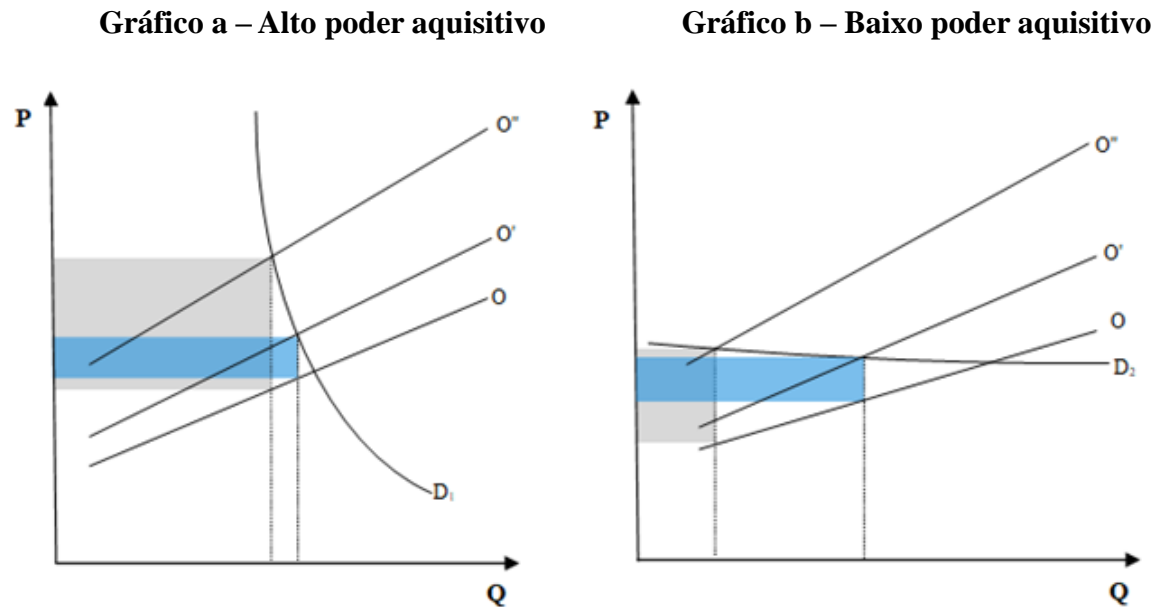 Gráfico a – Alto poder aquisitivo
P
O"
O'
O
D₁
Q
Gráfico b – Baixo poder aquisitivo
P
O"
O'
O
D₂
Q